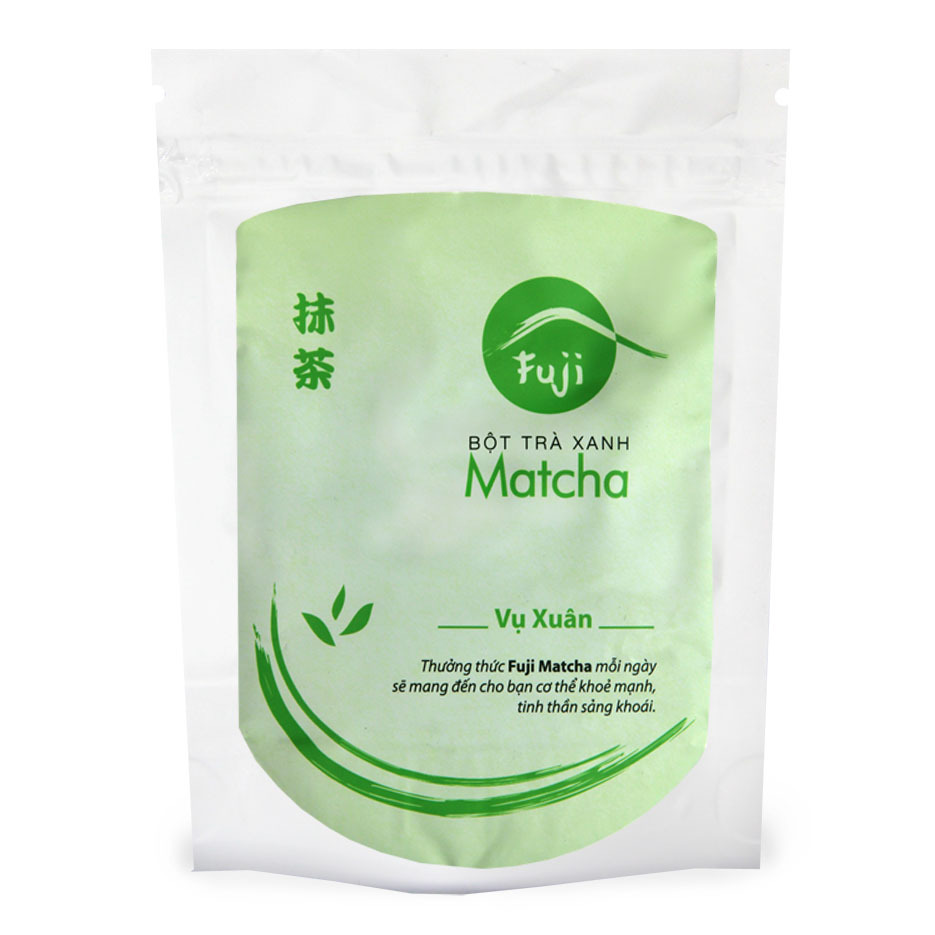 抹茶
Fuji
BỘT TRÀ XANH
Matcha
Vụ Xuân
Thưởng thức Fuji Matcha mỗi ngày
sẽ mang đến cho bạn cơ thể khoẻ mạnh,
tinh thần sảng khoái.